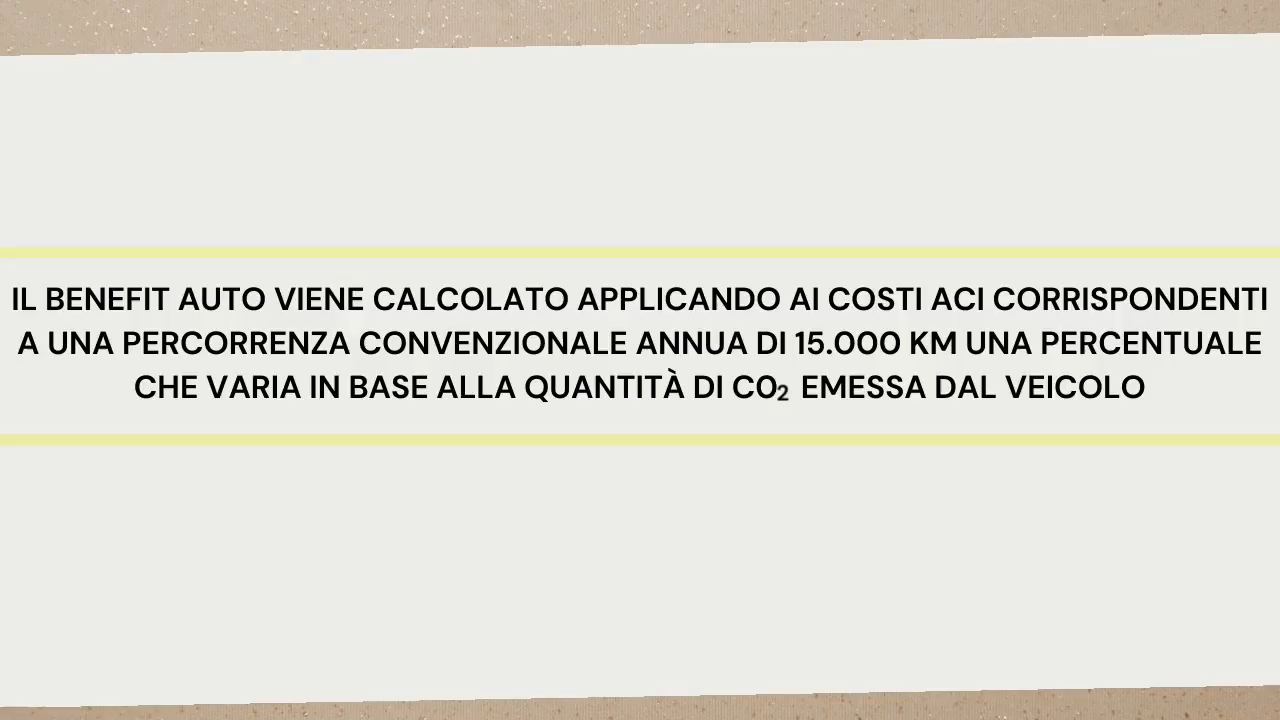 IL BENEFIT AUTO VIENE CALCOLATO APPLICANDO AI COSTI ACI CORRISPONDENTI
A UNA PERCORRENZA CONVENZIONALE ANNUA DI 15.000 KM UNA PERCENTUALE
CHE VARIA IN BASE ALLA QUANTITÀ DI CO₂ EMESSA DAL VEICOLO